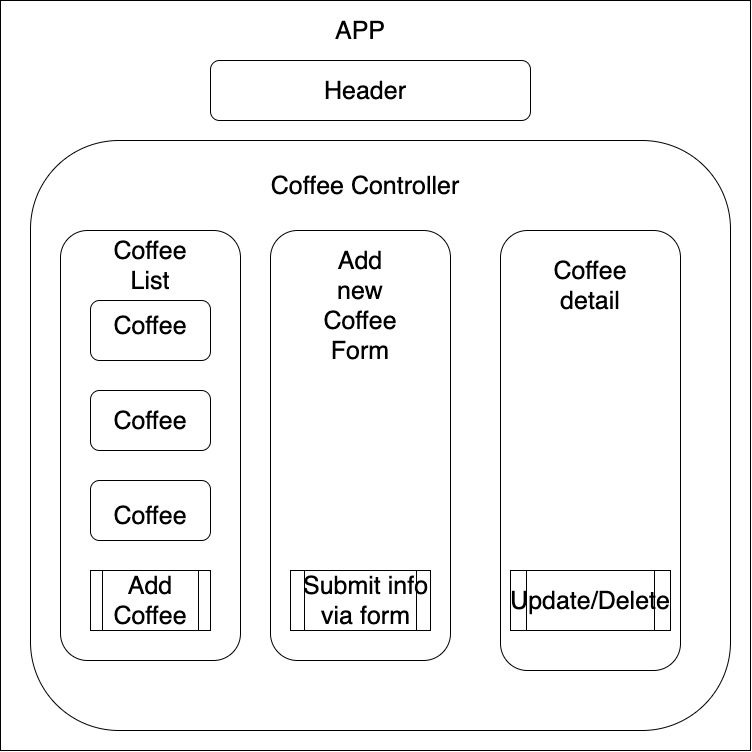 APP
Header
Coffee Controller
Coffee
List
Coffee
Coffee
Coffee
Add
Coffee
Add
new
Coffee
Form
Submit info
via form
Coffee
detail
Update/Delete